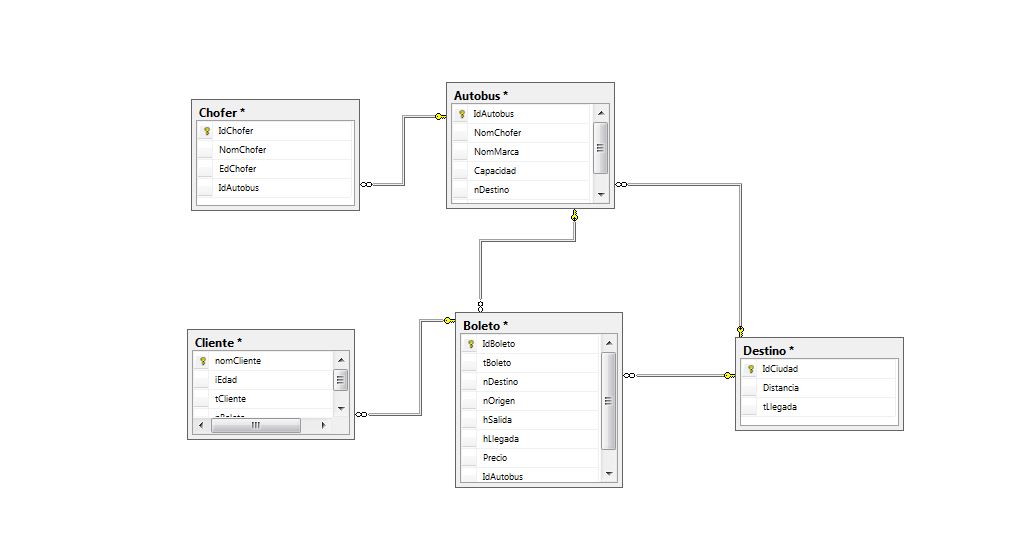 Chofer *
IdChofer
NomChofer
EdChofer
IdAutobus
Autobus *
IdAutobus
NomChofer
NomMarca
Capacidad
nDestino
Cliente *
nomCliente
iEdad
tCliente
Boleto *
IdBoleto
tBoleto
nDestino
nOrigen
hSalida
hLlegada
Precio
IdAutobus
Destino *
IdCiudad
Distancia
tLlegada